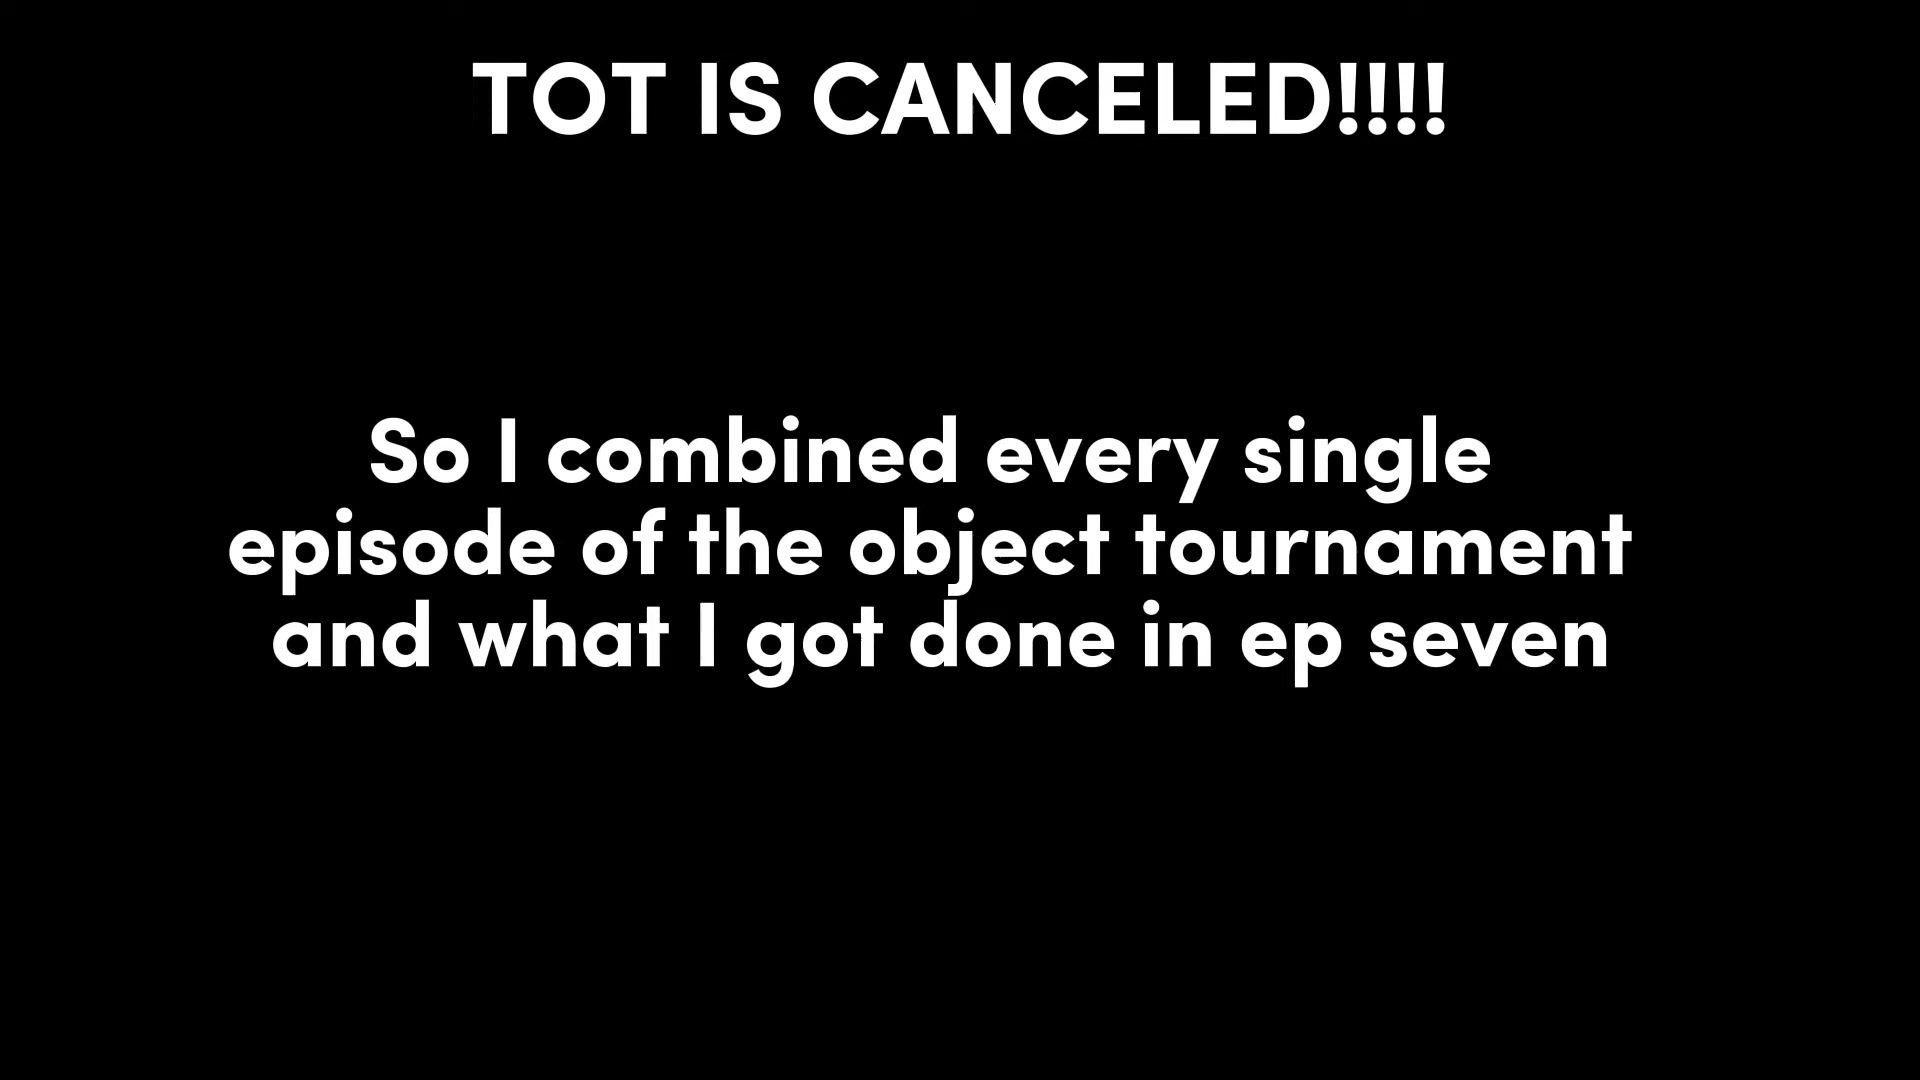 TOT IS CANCELED!!!!
So I combined every single
episode of the object tournament
and what I got done in ep seven